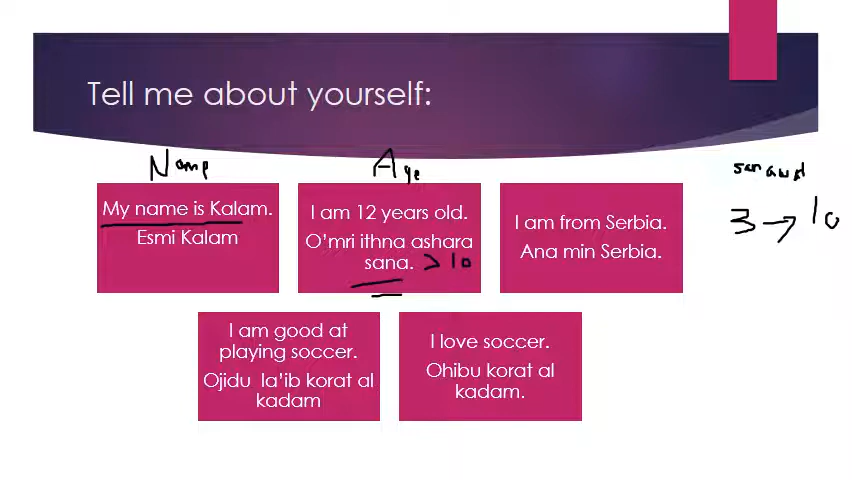 Tell me about yourself:
Name
Age
sanawat
3 → 10
My name is Kalam.
Esmi Kalam
I am 12 years old.
O'mri ithna ashara
sana. > 10
I am from Serbia.
Ana min Serbia.
I am good at
playing soccer.
Ojidu la'ib korat al
kadam
I love soccer.
Ohibu korat al
kadam.